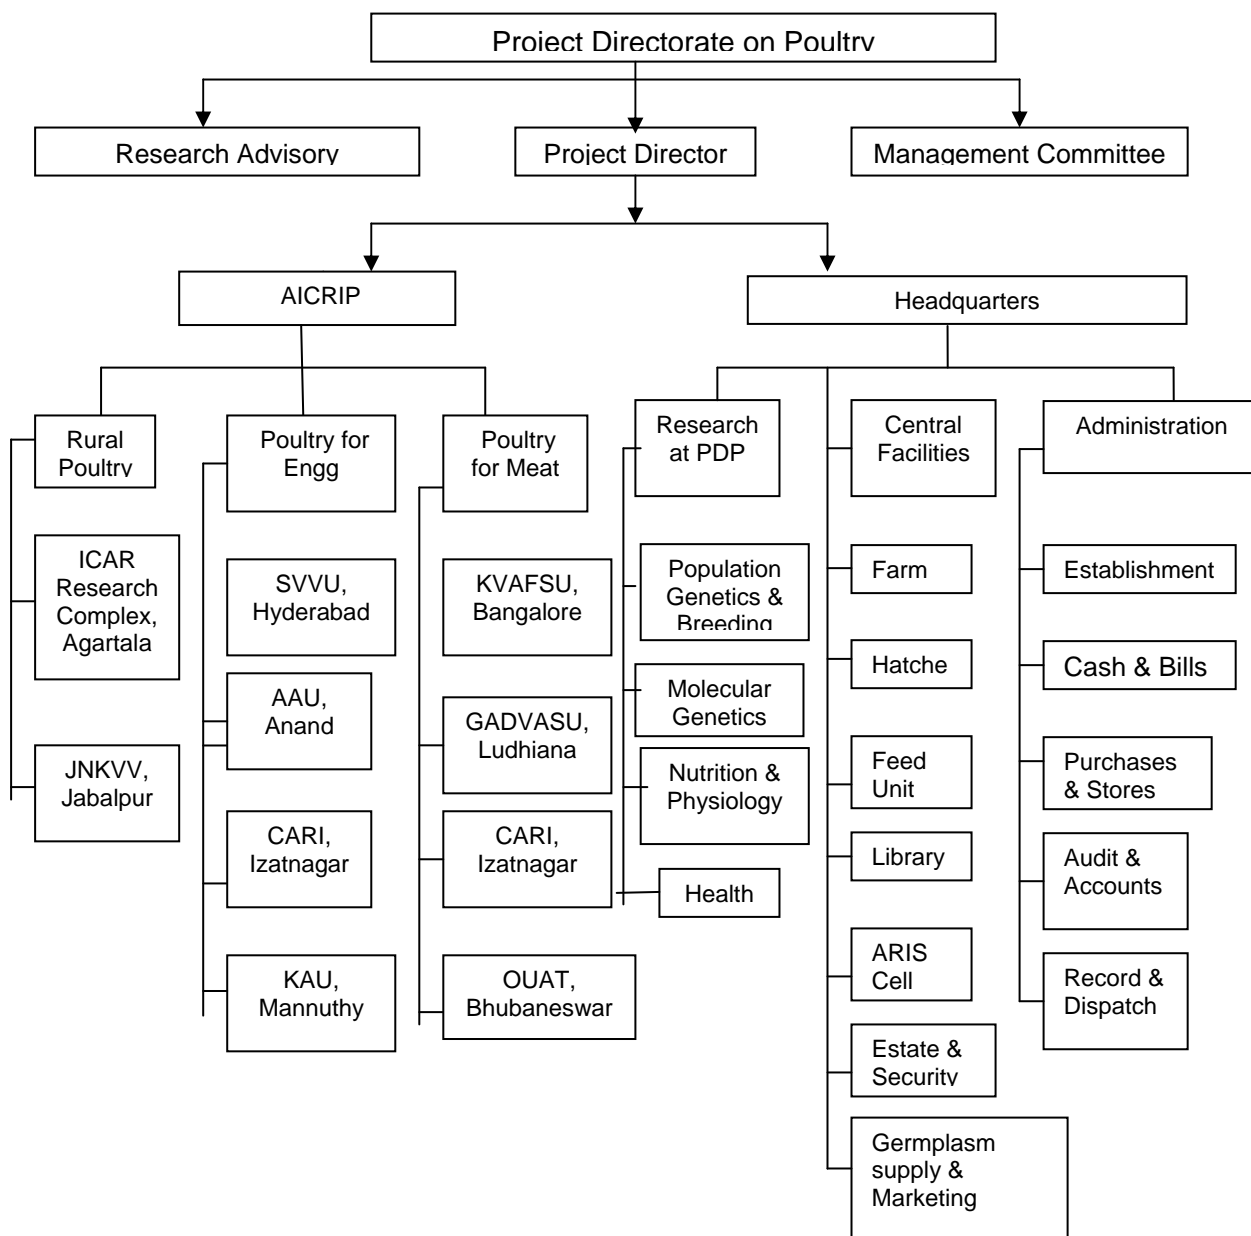 Project Directorate on Poultry
Research Advisory
Project Director
Management Committee
AICRIP
Headquarters
Rural
Poultry
Poultry for
Engg
Poultry
for Meat
Research
at PDP
Central
Facilities
Administration
ICAR
Research
Complex,
Agartala
JNKVV,
Jabalpur
SVVU,
Hyderabad
AAU,
Anand
CARI,
Izatnagar
KAU,
Mannuthy
KVAFSU,
Bangalore
GADVASU,
Ludhiana
CARI,
Izatnagar
OUAT,
Bhubaneswar
Population
Genetics &
Breeding
Molecular
Genetics
Nutrition &
Physiology
Health
Farm
Hatche
Feed
Unit
Library
ARIS
Cell
Estate &
Security
Germplasm
supply &
Marketing
Establishment
Cash & Bills
Purchases
& Stores
Audit &
Accounts
Record &
Dispatch